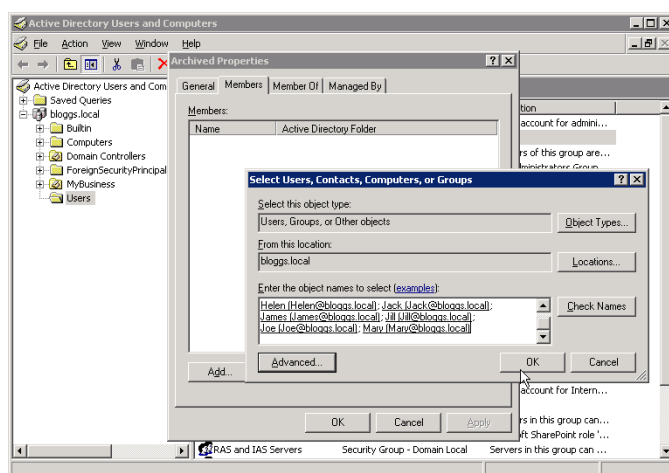 Active Directory Users and Computers
File Action View Window Help
Active Directory Users and Com
Saved Queries
bloggs.local
Builtin
Computers
Domain Controllers
ForeignSecurityPrincipal
MyBusiness
Users
Archived Properties
General Members Member Of Managed By
Members:
Name Active Directory Folder
Add...
OK Cancel Apply
Select Users, Contacts, Computers, or Groups
Select this object type:
Users, Groups, or Other objects
Object Types...
From this location:
bloggs.local
Locations...
Enter the object names to select (examples):
Helen (Helen@bloggs.local); Jack (Jack@bloggs.local);
James (James@bloggs.local); Jill (Jill@bloggs.local);
Joe (Joe@bloggs.local); Mary (Mary@bloggs.local)
Check Names
Advanced...
OK Cancel
tion
account for admini...
rs of this group are...
ministrators Group
account for Intern...
rs in this group can...
ft SharePoint role '...
RAS and IAS Servers Security Group - Domain Local Servers in this group can ...